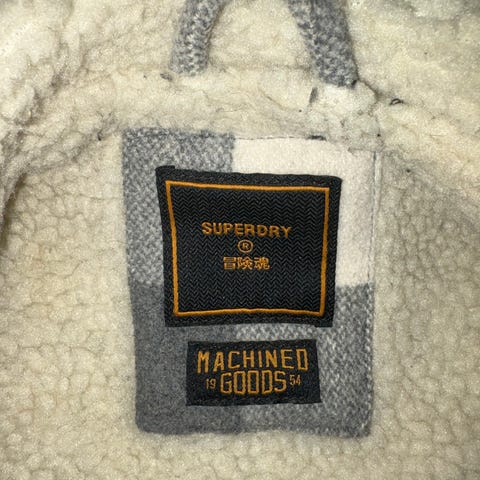 SUPERDRY
®
冒険魂
MACHINED
19 GOODS 54